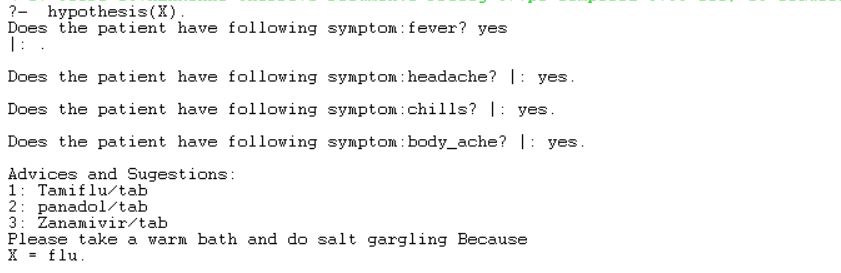 ?-  hypothesis(X).
Does the patient have following symptom:fever? yes
|: .
Does the patient have following symptom:headache? |: yes.
Does the patient have following symptom:chills? |: yes.
Does the patient have following symptom:body_ache? |: yes.
Advices and Sugestions:
1: Tamiflu/tab
2: panadol/tab
3: Zanamivir/tab
Please take a warm bath and do salt gargling Because
X = flu.